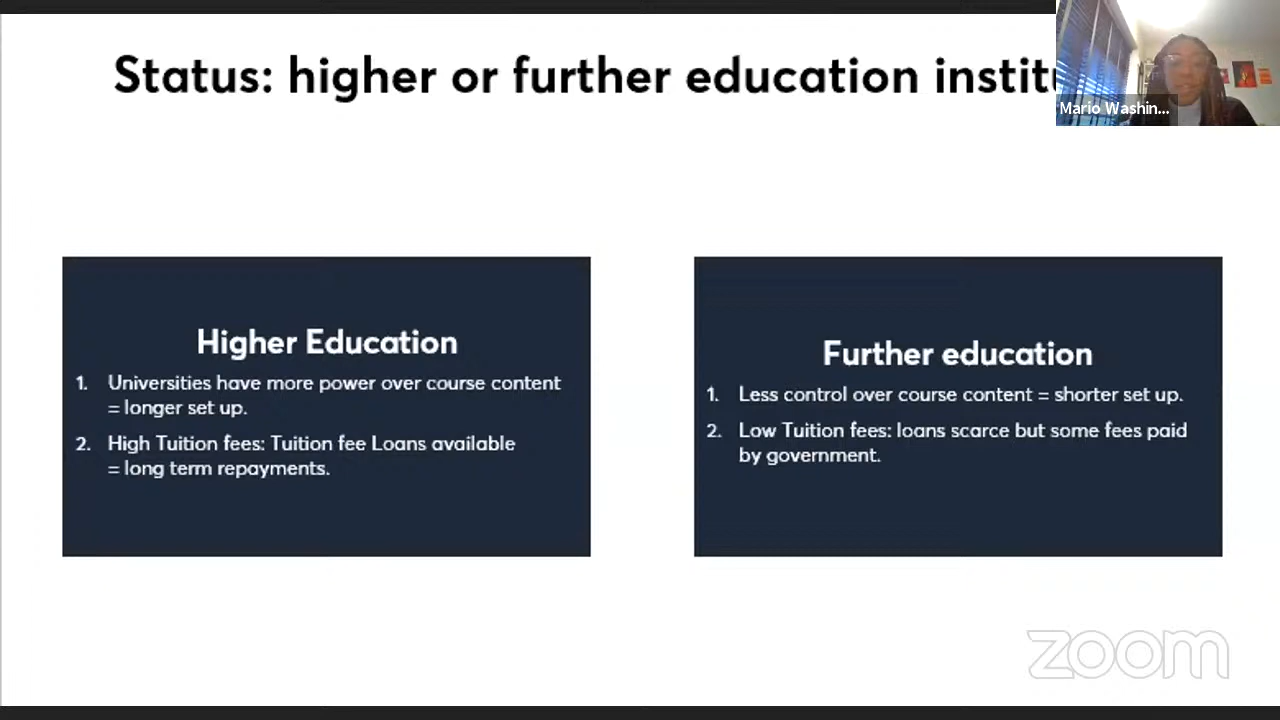 Status: higher or further education institu
Mario Washin...
Higher Education
1. Universities have more power over course content
= longer set up.
2. High Tuition fees: Tuition fee Loans available
= long term repayments.
Further education
1. Less control over course content = shorter set up.
2. Low Tuition fees: loans scarce but some fees paid
by government.
zoom